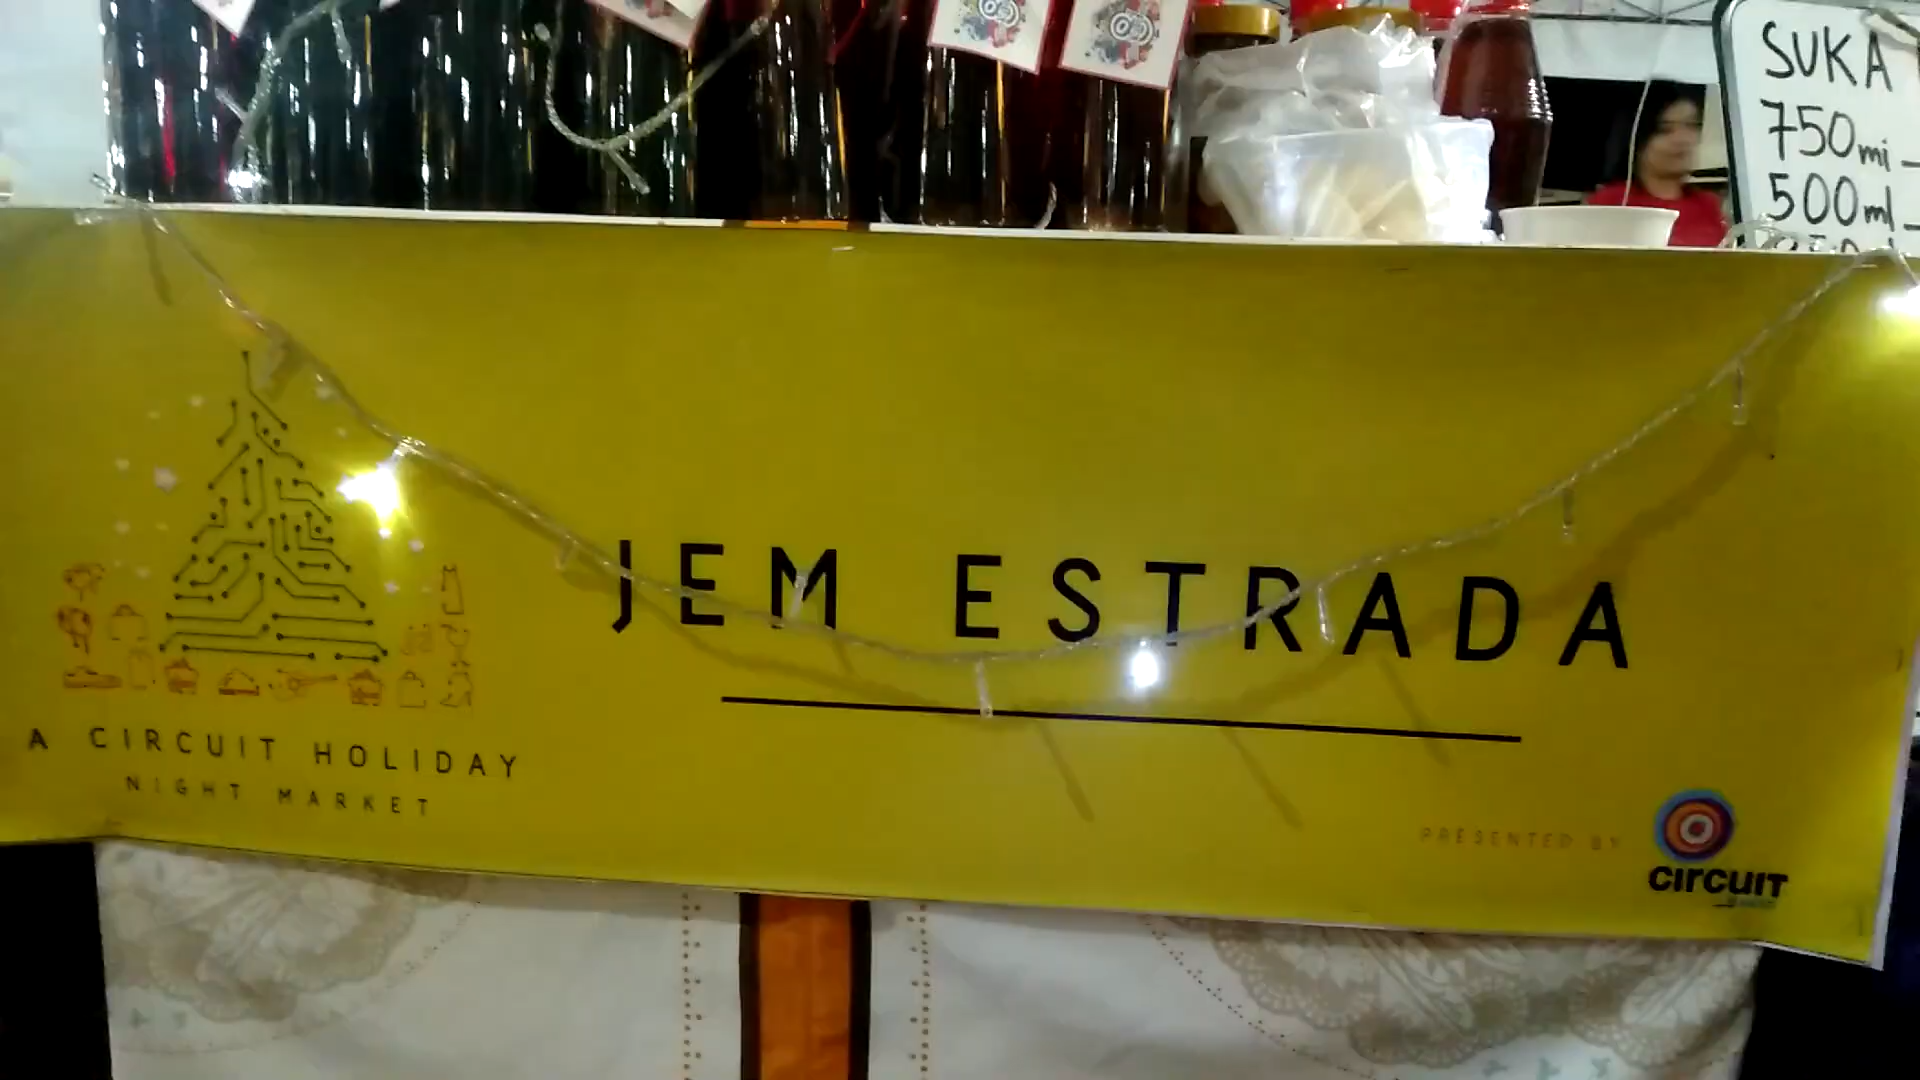 SUKA
750ml -
500ml -
JEM ESTRADA
A CIRCUIT HOLIDAY
NIGHT MARKET
PRESENTED BY
CIRCUIT